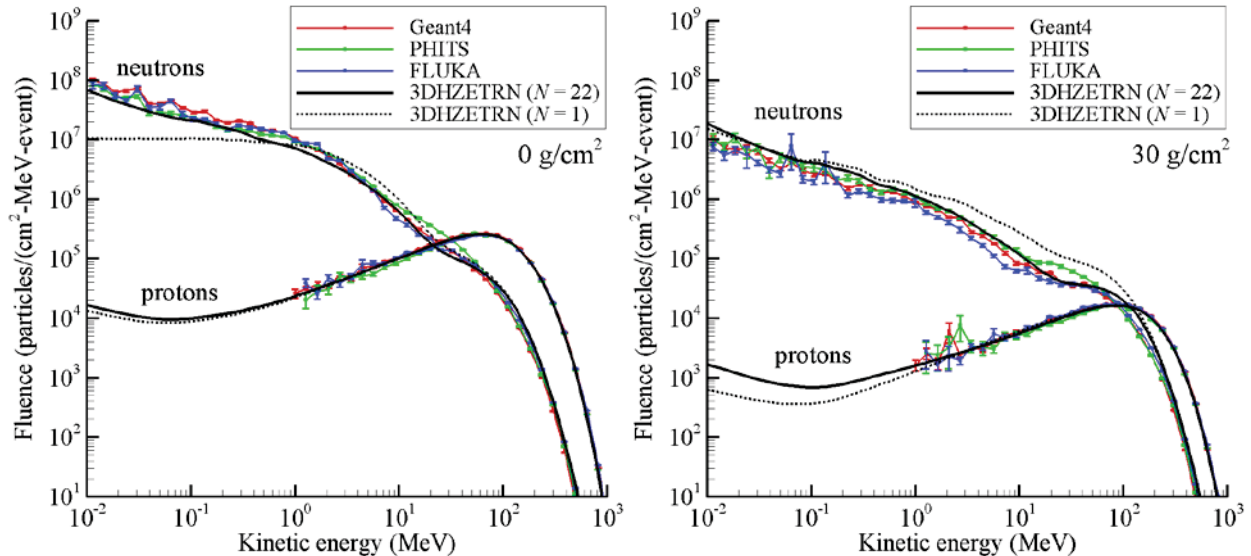 Fluence (particles/(cm²-MeV-event))
10⁹
10⁸
10⁷
10⁶
10⁵
10⁴
10³
10²
10¹
Geant4
PHITS
FLUKA
3DHZETRN (N = 22)
3DHZETRN (N = 1)
0 g/cm²
neutrons
protons
10⁻²
10⁻¹
10⁰
10¹
10²
10³
Kinetic energy (MeV)
Fluence (particles/(cm²-MeV-event))
10⁹
10⁸
10⁷
10⁶
10⁵
10⁴
10³
10²
10¹
Geant4
PHITS
FLUKA
3DHZETRN (N = 22)
3DHZETRN (N = 1)
30 g/cm²
neutrons
protons
10⁻²
10⁻¹
10⁰
10¹
10²
10³
Kinetic energy (MeV)